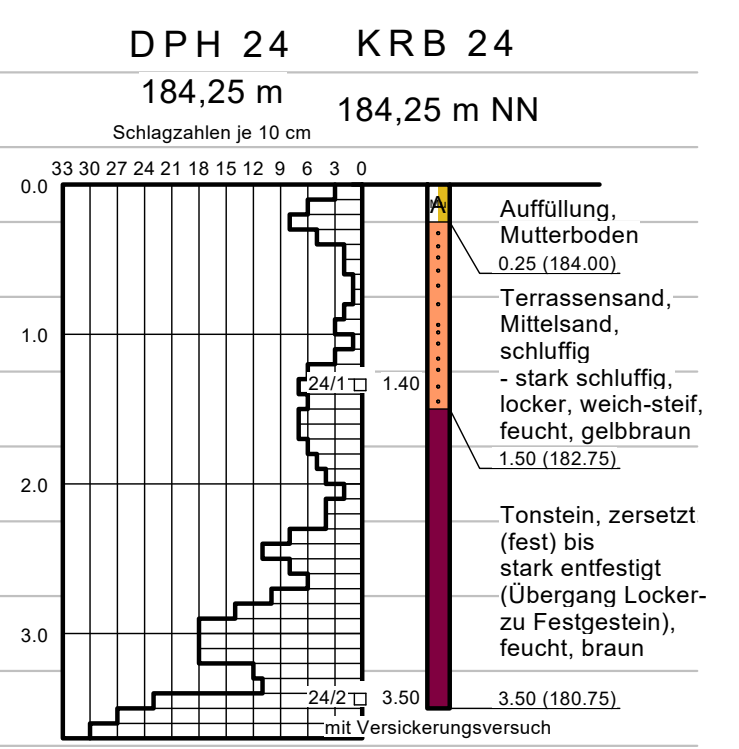 DPH 24
KRB 24
184,25 m
184,25 m NN
Schlagzahlen je 10 cm
33 30 27 24 21 18 15 12 9 6 3 0
0.0
A
Auffüllung,
Mutterboden
0.25 (184.00)
Terrassensand,
Mittelsand,
schluffig
- stark schluffig,
locker, weich-steif,
feucht, gelbbraun
1.0
24/1
1.40
1.50 (182.75)
2.0
Tonstein, zersetzt
(fest) bis
stark entfestigt
(Übergang Locker-
zu Festgestein),
feucht, braun
3.0
24/2
3.50
3.50 (180.75)
mit Versickerungsversuch